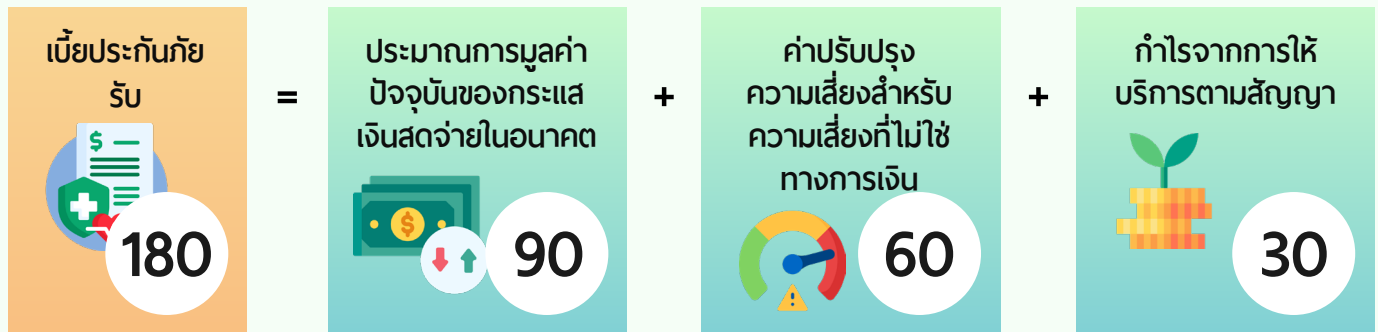 เบี้ยประกันภัย
รับ
180
=
ประมาณการมูลค่า
ปัจจุบันของกระแส
เงินสดจ่ายในอนาคต
$
90
+
ค่าปรับปรุง
ความเสี่ยงสำหรับ
ความเสี่ยงที่ไม่ใช่
ทางการเงิน
60
+
กำไรจากการให้
บริการตามสัญญา
30